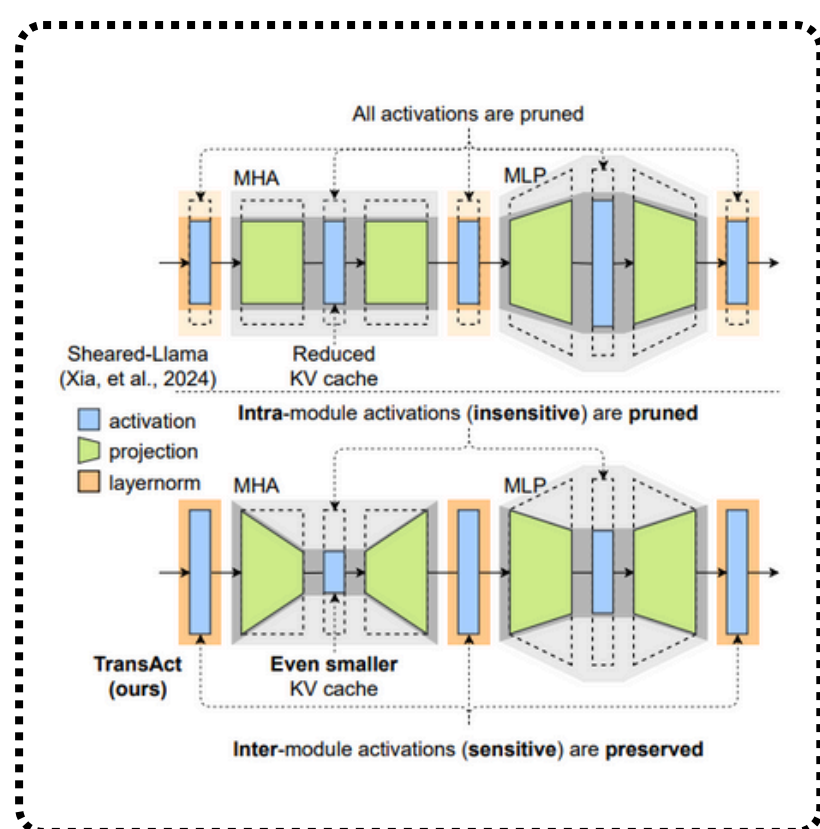 All activations are pruned
MHA
MLP
Sheared-Llama
(Xia, et al., 2024)
Reduced
KV cache
Intra-module activations (insensitive) are pruned
activation
projection
layernorm
MHA
MLP
TransAct
(ours)
Even smaller
KV cache
Inter-module activations (sensitive) are preserved